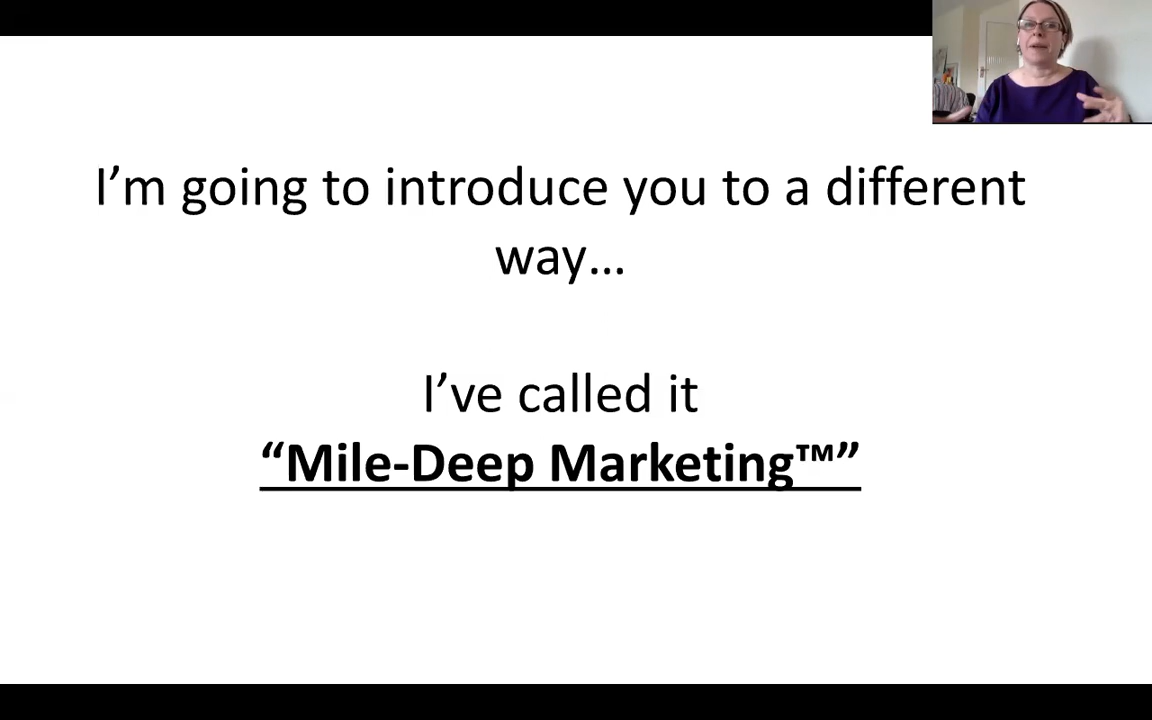 I’m going to introduce you to a different
way…
I’ve called it
“Mile-Deep Marketing™”